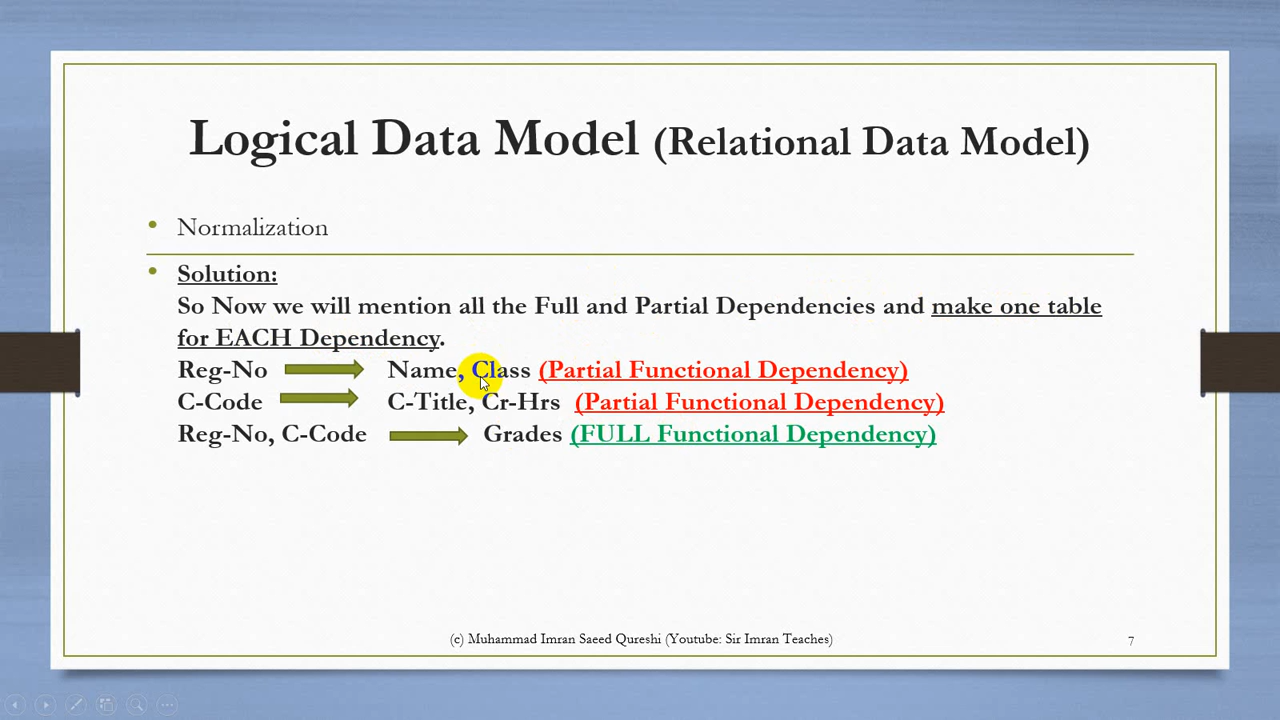 Logical Data Model (Relational Data Model)
Normalization
Solution:
So Now we will mention all the Full and Partial Dependencies and make one table
for EACH Dependency.
Reg-No Name, Class (Partial Functional Dependency)
C-Code C-Title, Cr-Hrs (Partial Functional Dependency)
Reg-No, C-Code Grades (FULL Functional Dependency)
(c) Muhammad Imran Saeed Qureshi (Youtube: Sir Imran Teaches)
7